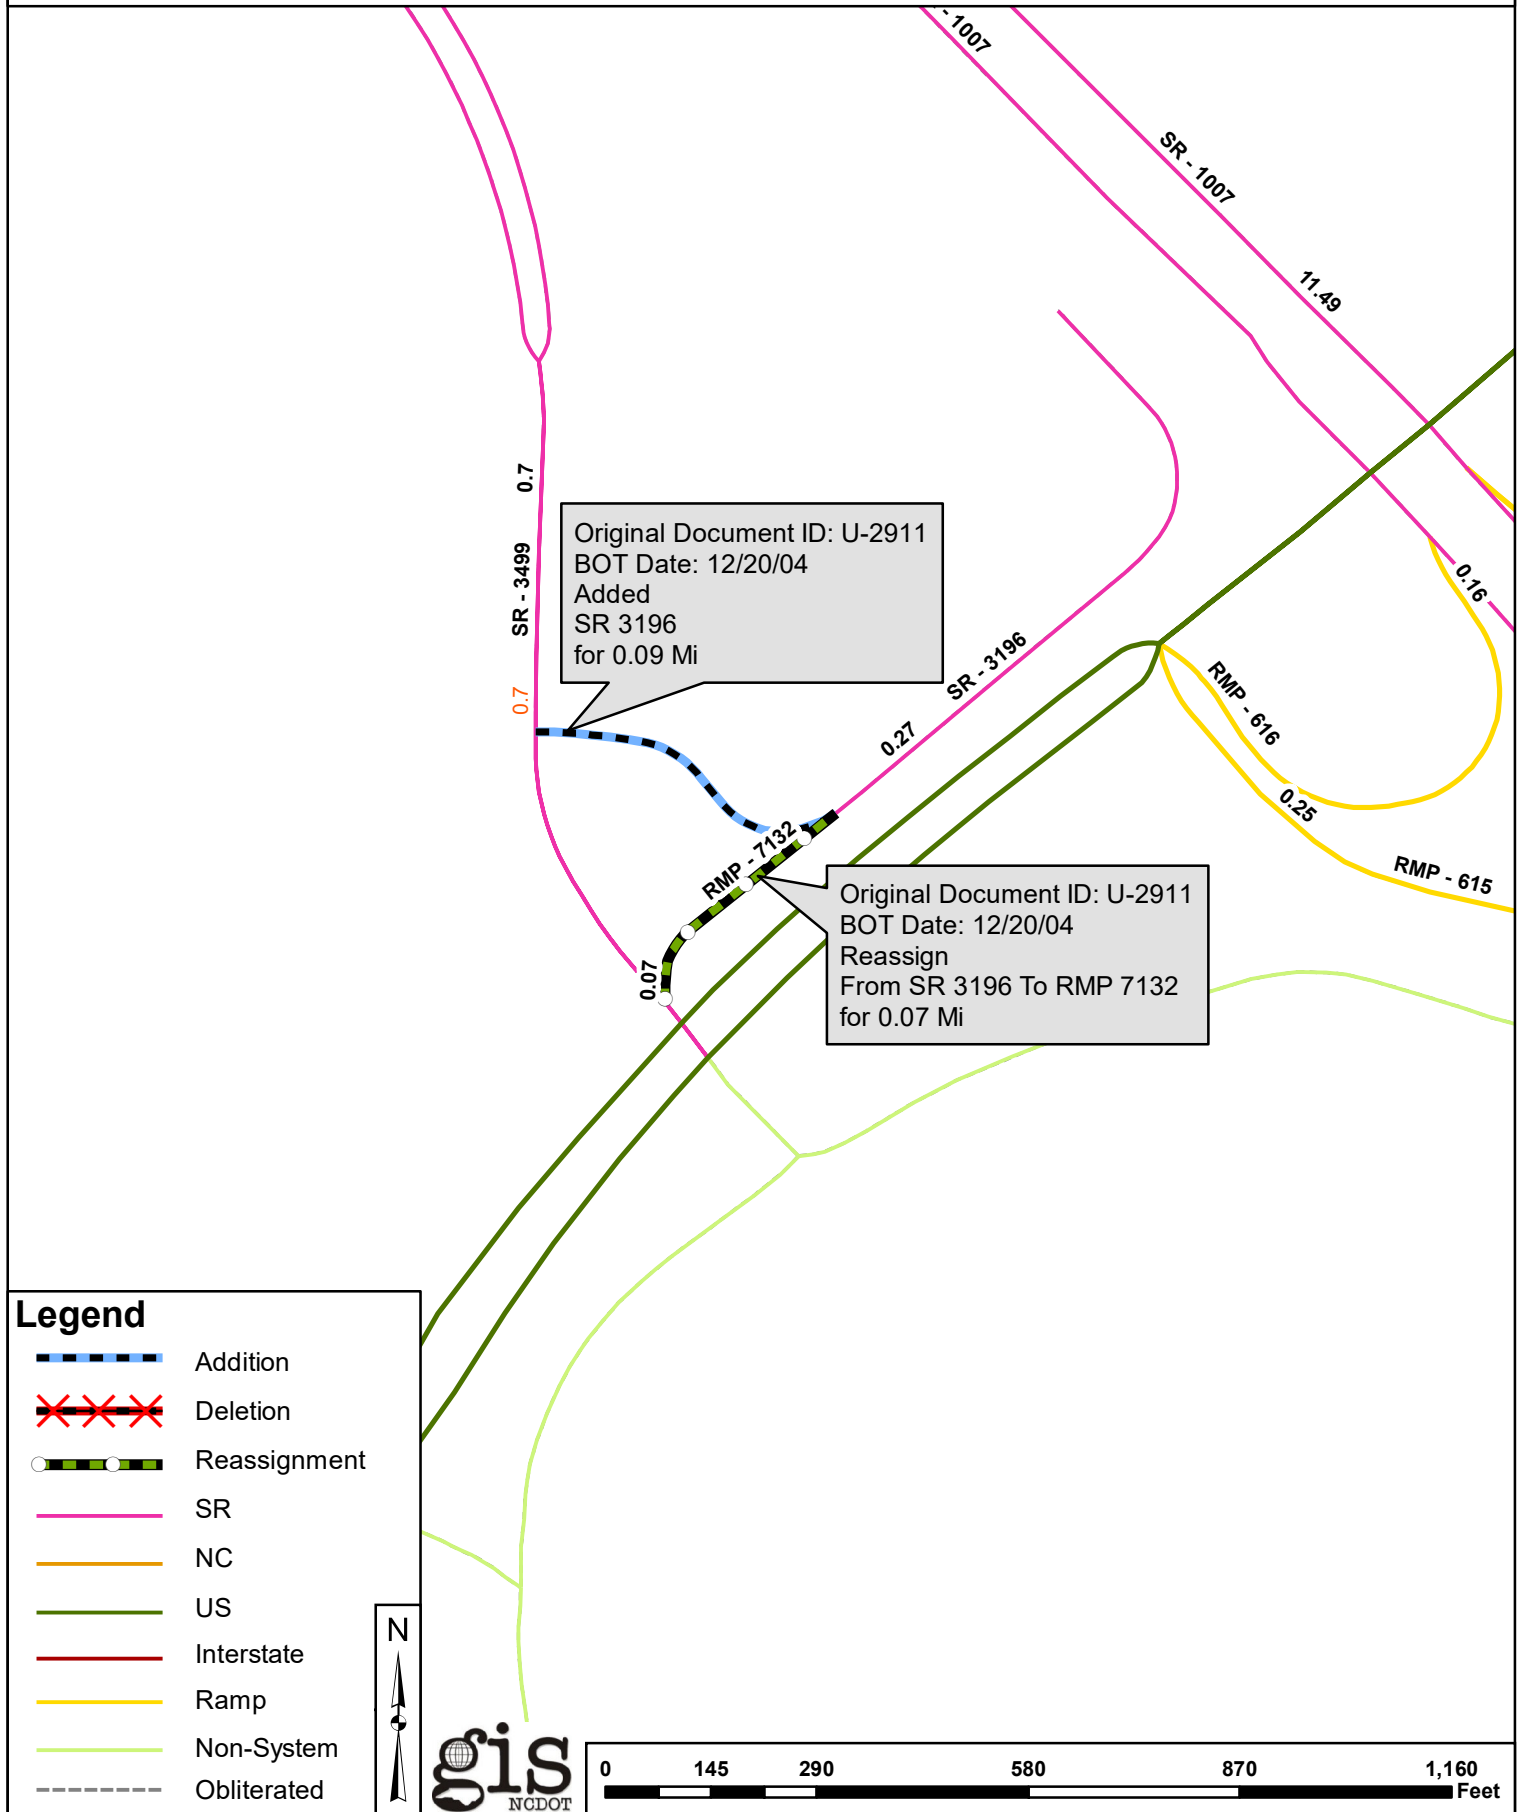 - 1007
SR - 1007
11.49
0.7
SR - 3499
0.7
Original Document ID: U-2911
BOT Date: 12/20/04
Added
SR 3196
for 0.09 Mi
SR - 3196
0.27
0.16
RMP - 616
0.25
RMP - 615
RMP - 7132
0.07
Original Document ID: U-2911
BOT Date: 12/20/04
Reassign
From SR 3196 To RMP 7132
for 0.07 Mi
Legend
Addition
Deletion
Reassignment
SR
NC
US
Interstate
Ramp
Non-System
Obliterated
N
gis
NCDOT
0 145 290 580 870 1,160
Feet